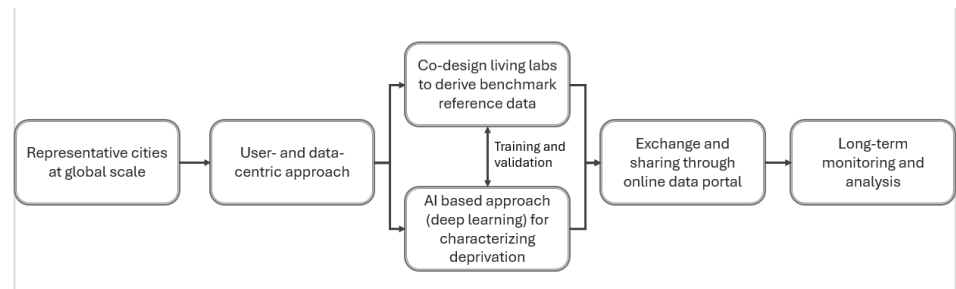 Representative cities
at global scale
User- and data-
centric approach
Co-design living labs
to derive benchmark
reference data
Training and
validation
AI based approach
(deep learning) for
characterizing
deprivation
Exchange and
sharing through
online data portal
Long-term
monitoring and
analysis